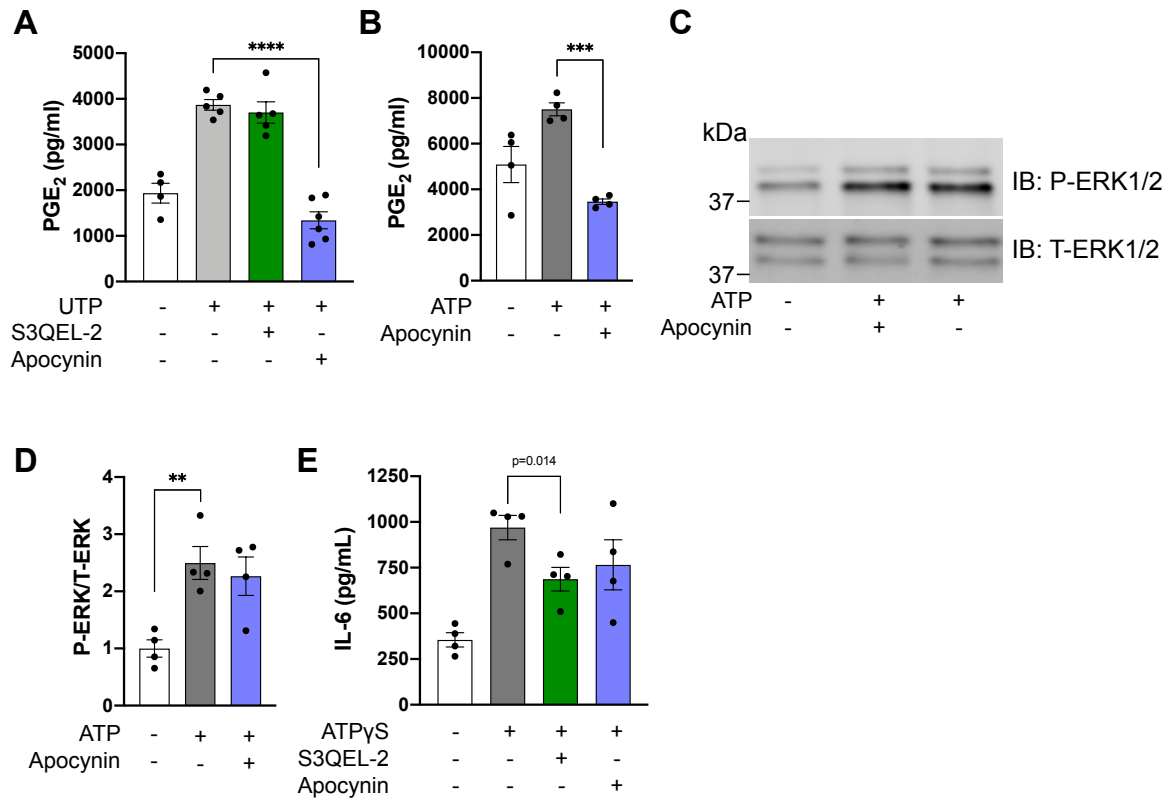 A
****
PGE₂ (pg/ml)
5000
4000
3000
2000
1000
0
UTP - + + +
S3QEL-2 - - + -
Apocynin - - - +
B
***
PGE₂ (pg/ml)
10000
8000
6000
4000
2000
0
ATP - + +
Apocynin - - +
C
kDa
37
IB: P-ERK1/2
37
IB: T-ERK1/2
ATP - + +
Apocynin - + -
D
**
P-ERK/T-ERK
4
3
2
1
0
ATP - + +
Apocynin - - +
E
p=0.014
IL-6 (pg/mL)
1250
1000
750
500
250
0
ATPγS - + + +
S3QEL-2 - - + -
Apocynin - - - +